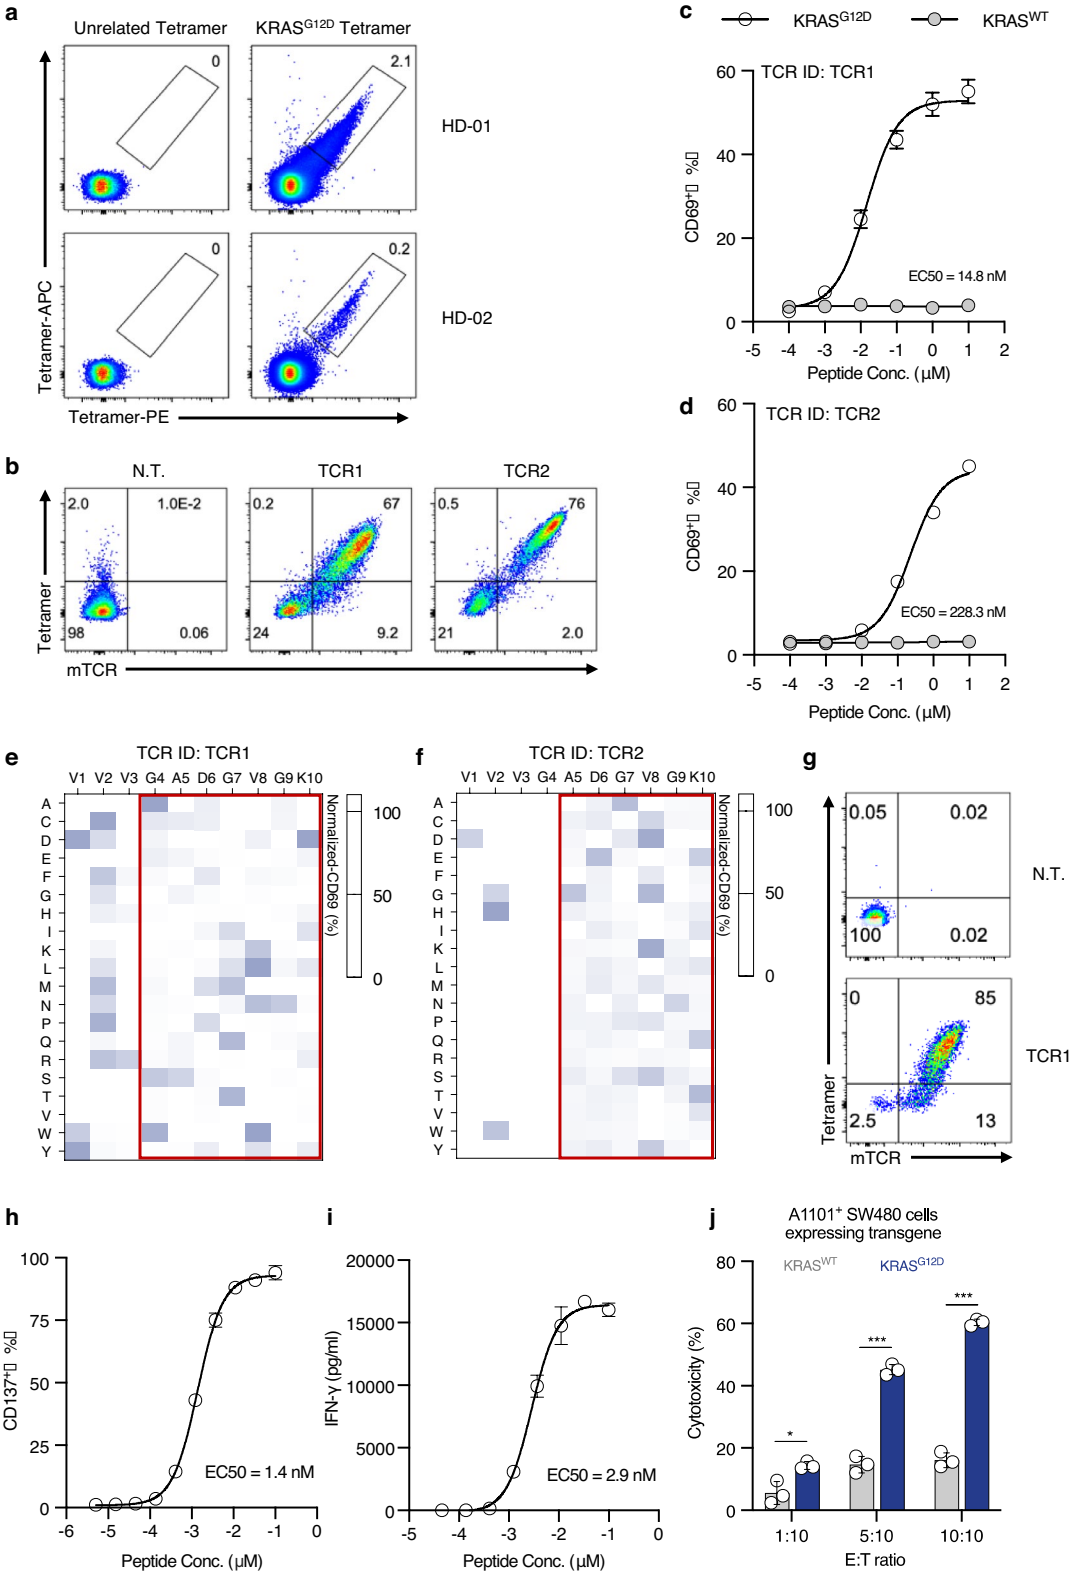 a
Unrelated Tetramer
KRASG12D Tetramer
0
2.1
HD-01
0
0.2
HD-02
Tetramer-APC
Tetramer-PE
b
N.T.
TCR1
TCR2
2.0
1.0E-2
0.2
67
0.5
76
98
0.06
24
9.2
21
2.0
Tetramer
mTCR
c
KRASG12D
KRASWT
TCR ID: TCR1
60
40
20
0
CD69+▯ %▯
EC50 = 14.8 nM
-5 -4 -3 -2 -1 0 1 2
Peptide Conc. (μM)
d
TCR ID: TCR2
60
40
20
0
CD69+▯ %▯
EC50 = 228.3 nM
-5 -4 -3 -2 -1 0 1 2
Peptide Conc. (μM)
e
TCR ID: TCR1
V1 V2 V3 G4 A5 D6 G7 V8 G9 K10
A
C
D
E
F
G
H
I
K
L
M
N
P
Q
R
S
T
V
W
Y
Normalized-CD69 (%)
100
50
0
f
TCR ID: TCR2
V1 V2 V3 G4 A5 D6 G7 V8 G9 K10
A
C
D
E
F
G
H
I
K
L
M
N
P
Q
R
S
T
V
W
Y
Normalized-CD69 (%)
100
50
0
g
0.05
0.02
100
0.02
N.T.
0
85
2.5
13
TCR1
Tetramer
mTCR
h
100
75
50
25
0
CD137+▯ %▯
EC50 = 1.4 nM
-6 -5 -4 -3 -2 -1 0
Peptide Conc. (μM)
i
20000
15000
10000
5000
0
IFN-γ (pg/ml)
EC50 = 2.9 nM
-5 -4 -3 -2 -1 0
Peptide Conc. (μM)
j
A1101+ SW480 cells
expressing transgene
KRASWT
KRASG12D
80
60
40
20
0
Cytotoxicity (%)
*
***
***
1:10 5:10 10:10
E:T ratio